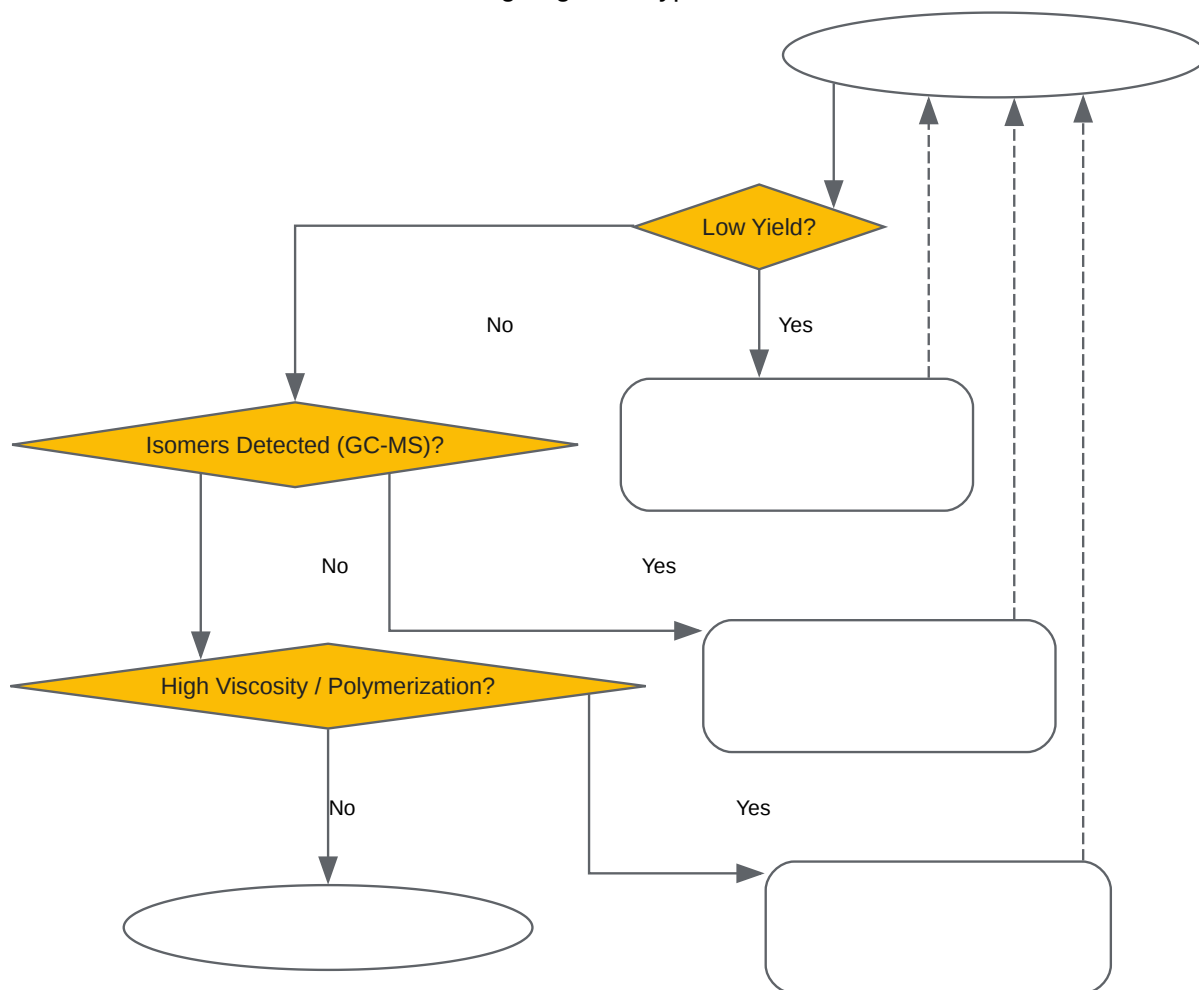 Low Yield?
No
Yes
Isomers Detected (GC-MS)?
No
Yes
High Viscosity / Polymerization?
No
Yes